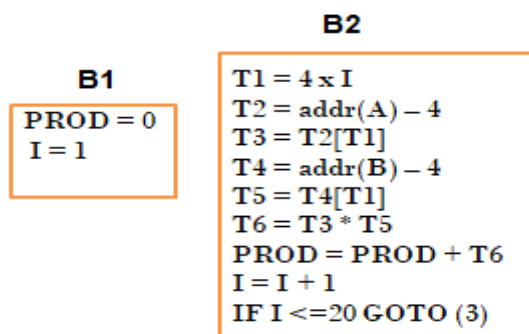 B1
PROD = 0
I = 1
B2
T1 = 4 x I
T2 = addr(A) – 4
T3 = T2[T1]
T4 = addr(B) – 4
T5 = T4[T1]
T6 = T3 * T5
PROD = PROD + T6
I = I + 1
IF I <=20 GOTO (3)